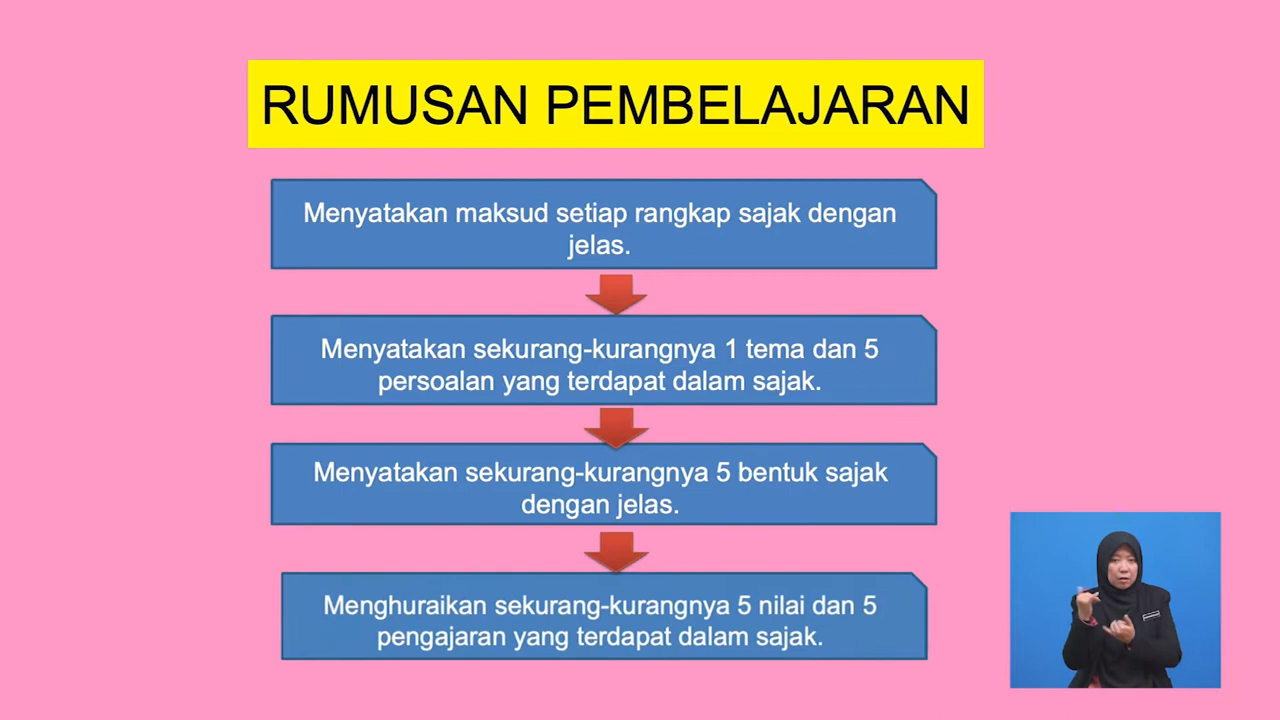 RUMUSAN PEMBELAJARAN
Menyatakan maksud setiap rangkap sajak dengan
jelas.
Menyatakan sekurang-kurangnya 1 tema dan 5
persoalan yang terdapat dalam sajak.
Menyatakan sekurang-kurangnya 5 bentuk sajak
dengan jelas.
Menghuraikan sekurang-kurangnya 5 nilai dan 5
pengajaran yang terdapat dalam sajak.